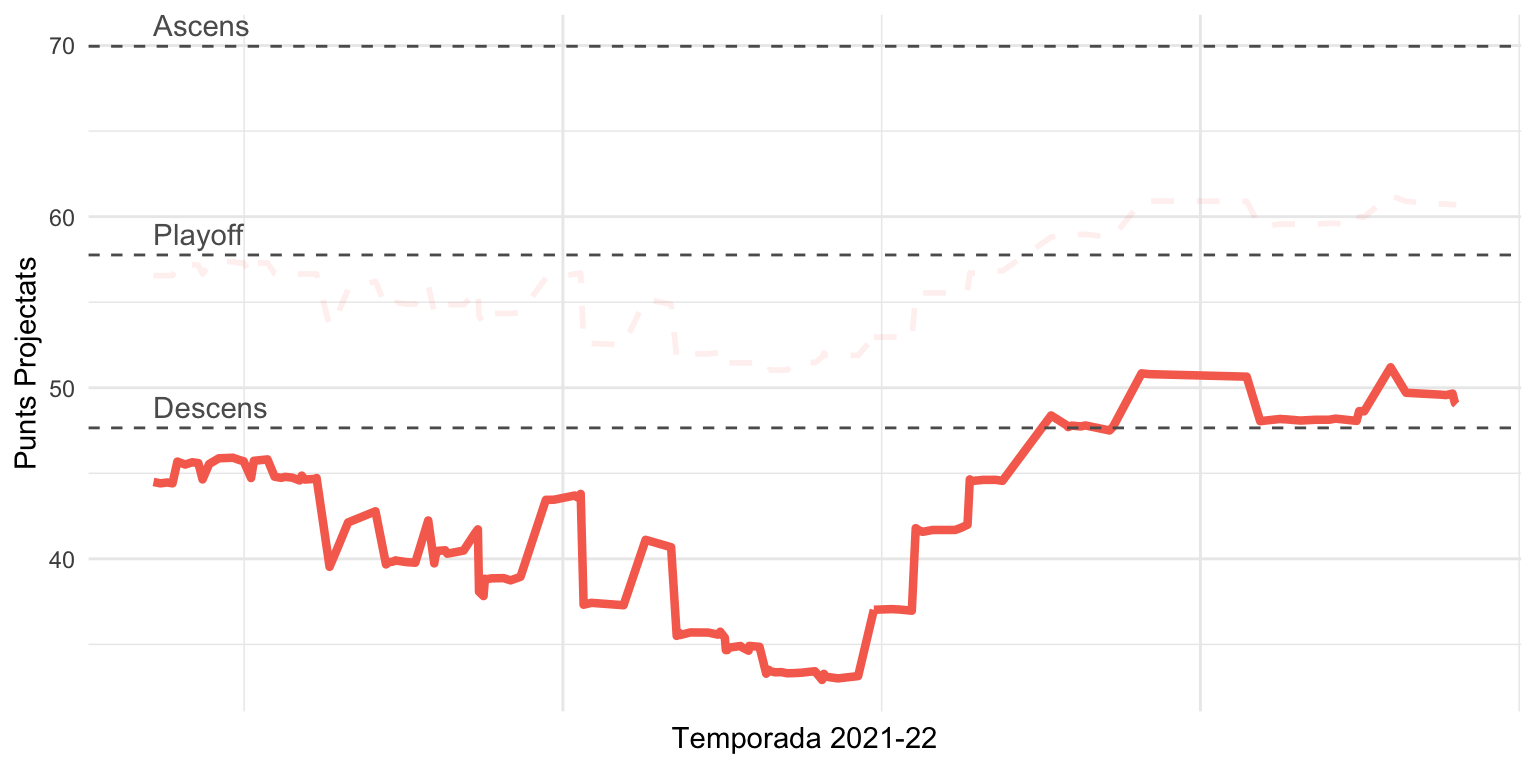 Ascens
70
60
Playoff
50
Descens
40
Punts Projectats
Temporada 2021-22